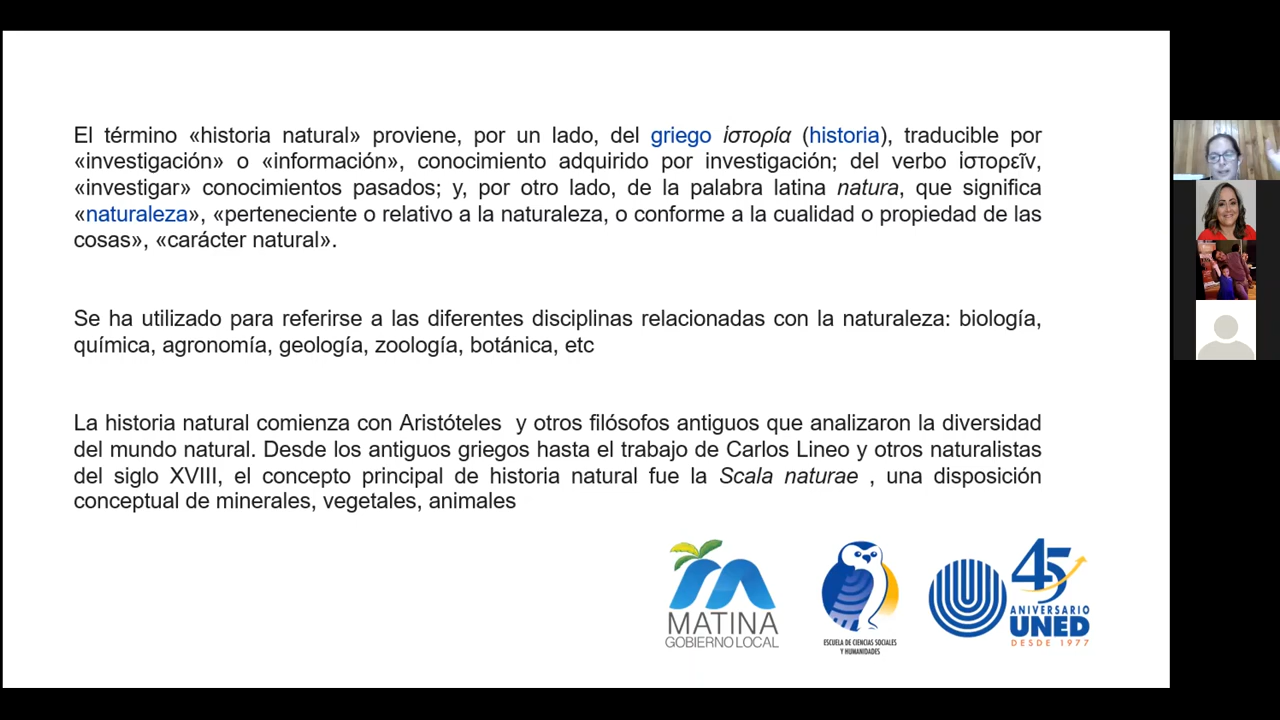 El término «historia natural» proviene, por un lado, del griego ἱστορία (historia), traducible por
«investigación» o «información», conocimiento adquirido por investigación; del verbo ἱστορεῖν,
«investigar» conocimientos pasados; y, por otro lado, de la palabra latina natura, que significa
«naturaleza», «perteneciente o relativo a la naturaleza, o conforme a la cualidad o propiedad de las
cosas», «carácter natural».
Se ha utilizado para referirse a las diferentes disciplinas relacionadas con la naturaleza: biología,
química, agronomía, geología, zoología, botánica, etc
La historia natural comienza con Aristóteles y otros filósofos antiguos que analizaron la diversidad
del mundo natural. Desde los antiguos griegos hasta el trabajo de Carlos Lineo y otros naturalistas
del siglo XVIII, el concepto principal de historia natural fue la Scala naturae , una disposición
conceptual de minerales, vegetales, animales
MATINA
GOBIERNO LOCAL
ESCUELA DE CIENCIAS SOCIALES
Y HUMANIDADES
45
ANIVERSARIO
UNED
DESDE 1977